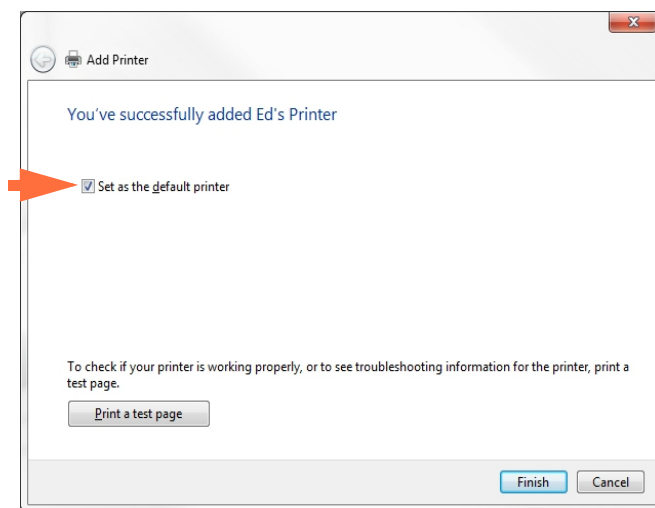 Add Printer
You've successfully added Ed's Printer
Set as the default printer
To check if your printer is working properly, or to see troubleshooting information for the printer, print a
test page.
Print a test page
Finish
Cancel